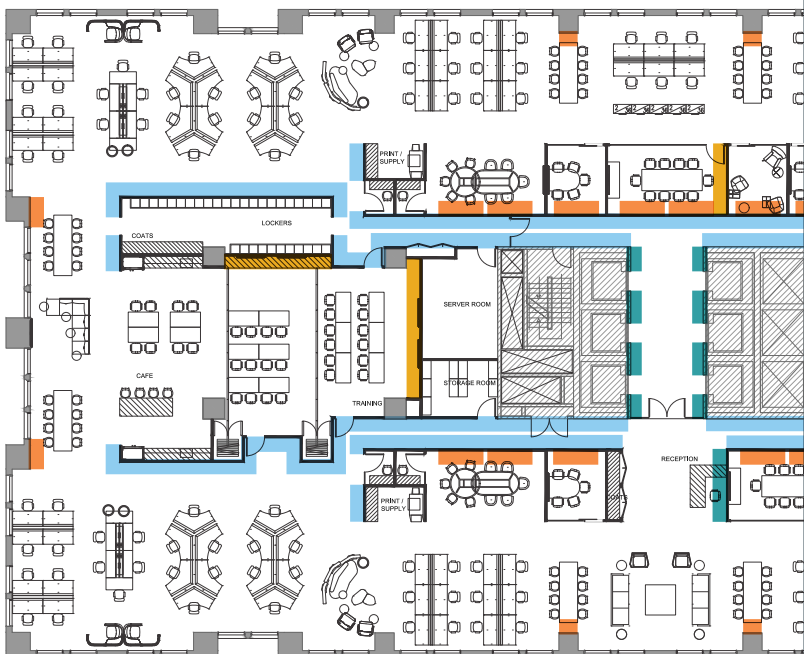 PRINT /
SUPPLY
LOCKERS
COATS
SERVER ROOM
CAFE
STORAGE ROOM
TRAINING
RECEPTION
PRINT /
SUPPLY
COATS